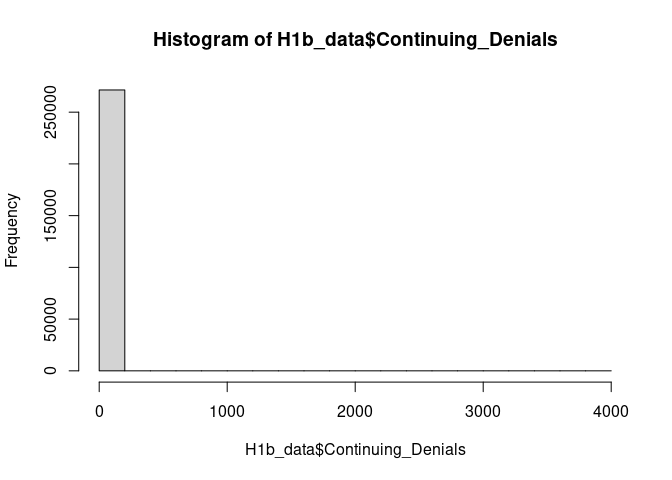 Histogram of H1b_data$Continuing_Denials
Frequency
250000
150000
50000
0
0 1000 2000 3000 4000
H1b_data$Continuing_Denials